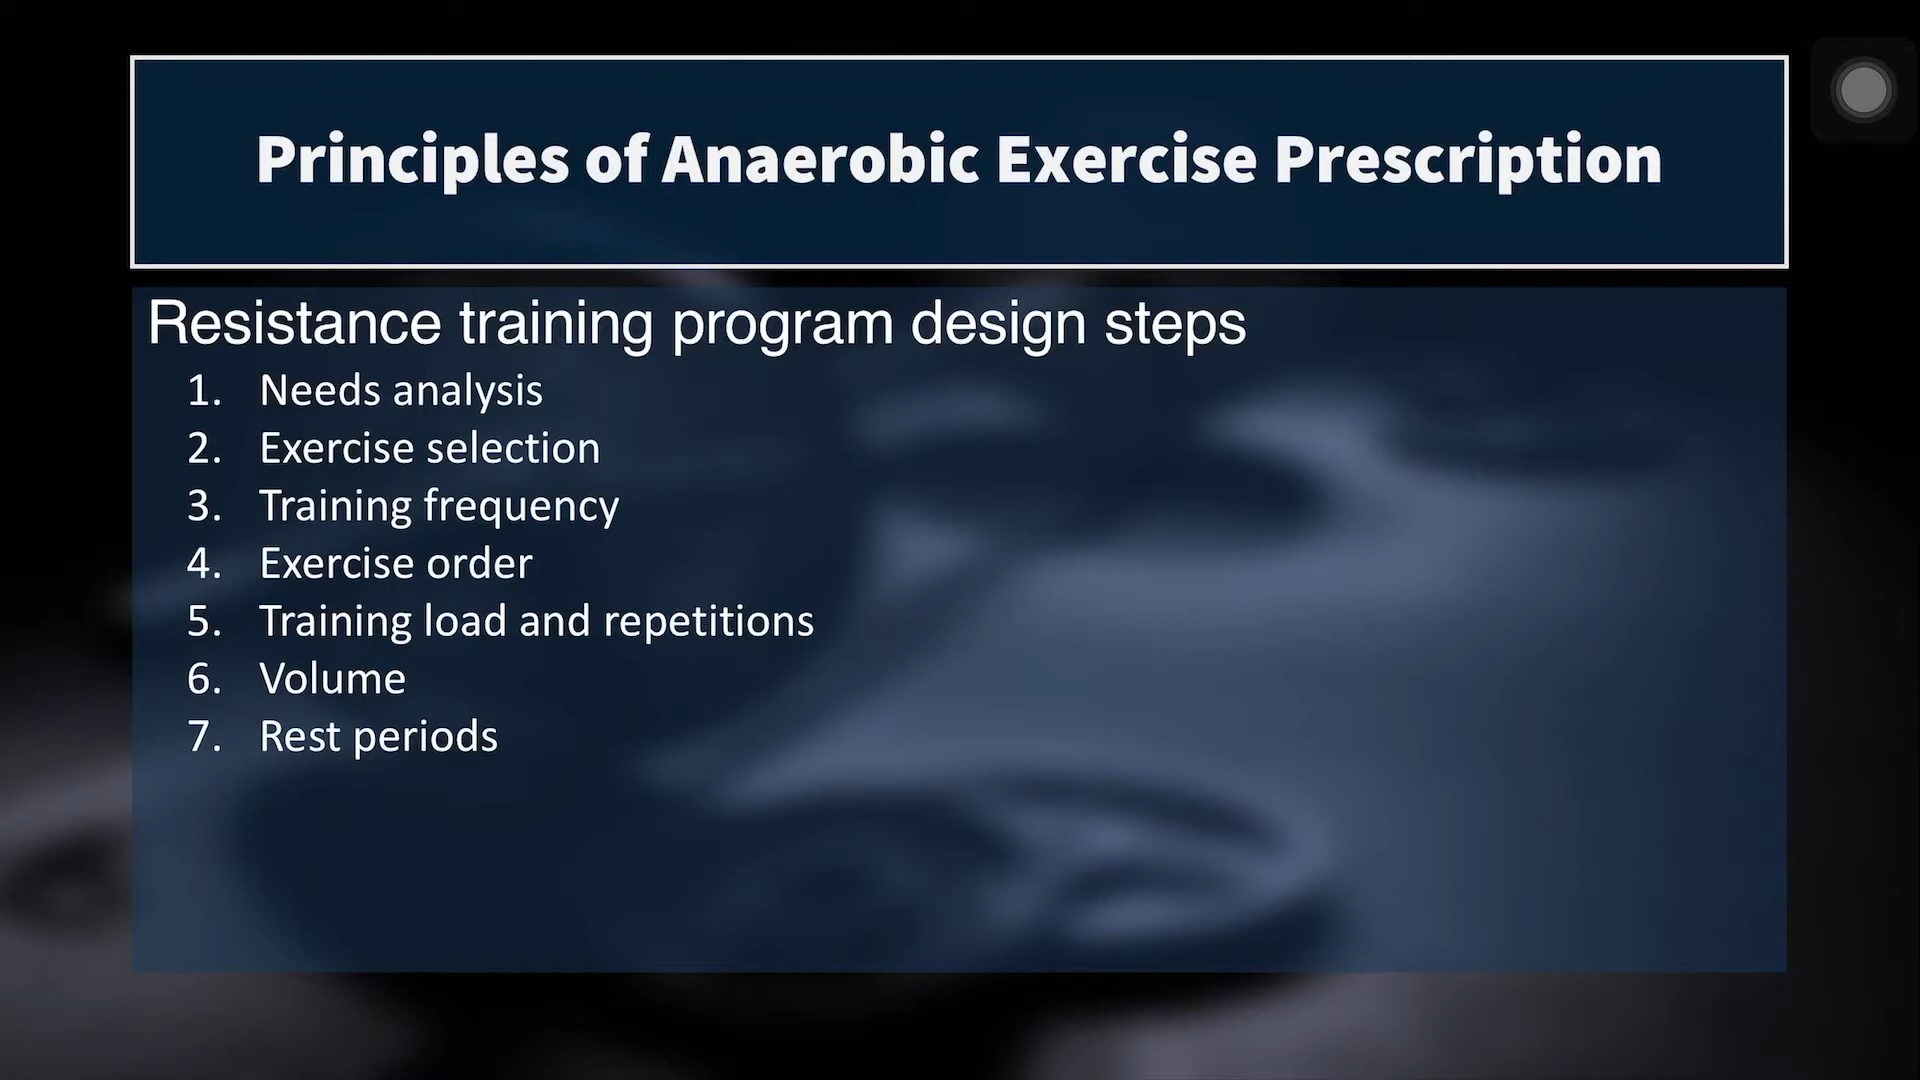 Principles of Anaerobic Exercise Prescription
Resistance training program design steps
1. Needs analysis
2. Exercise selection
3. Training frequency
4. Exercise order
5. Training load and repetitions
6. Volume
7. Rest periods